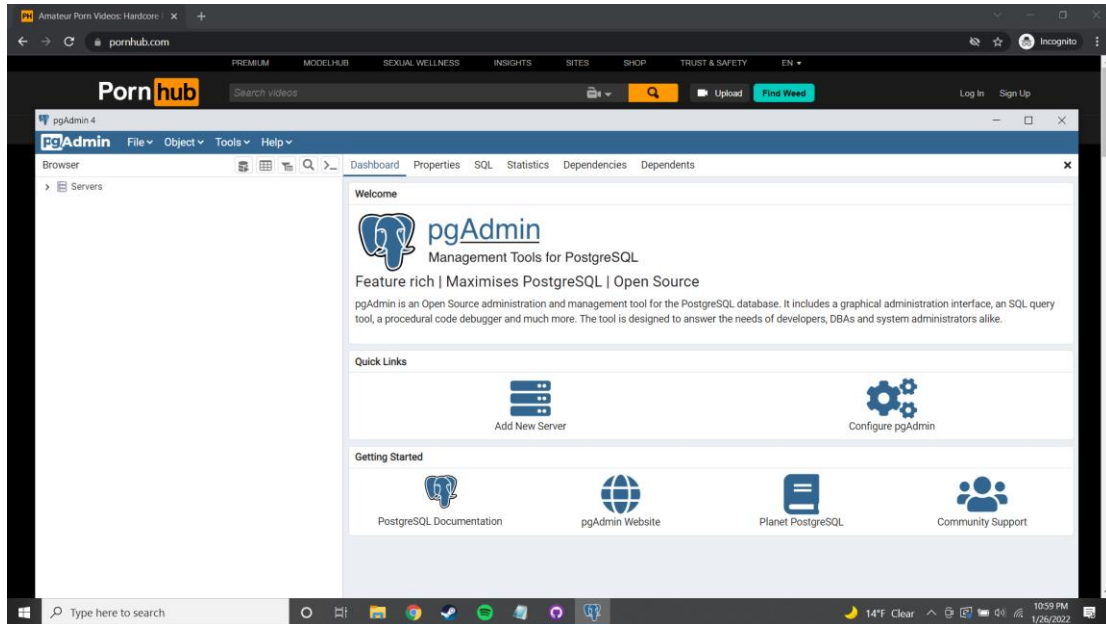 PH Amateur Porn Videos: Hardcore
pornhub.com
Incognito
PREMIUM MODELHUB SEXUAL WELLNESS INSIGHTS SITES SHOP TRUST & SAFETY EN
Porn hub Search videos Upload Find Weed Log In Sign Up
pgAdmin 4
pgAdmin File Object Tools Help
Browser
Dashboard Properties SQL Statistics Dependencies Dependents
Servers
Welcome
pgAdmin
Management Tools for PostgreSQL
Feature rich | Maximises PostgreSQL | Open Source
pgAdmin is an Open Source administration and management tool for the PostgreSQL database. It includes a graphical administration interface, an SQL query
tool, a procedural code debugger and much more. The tool is designed to answer the needs of developers, DBAs and system administrators alike.
Quick Links
Add New Server Configure pgAdmin
Getting Started
PostgreSQL Documentation pgAdmin Website Planet PostgreSQL Community Support
Type here to search
14°F Clear
10:59 PM
1/26/2022